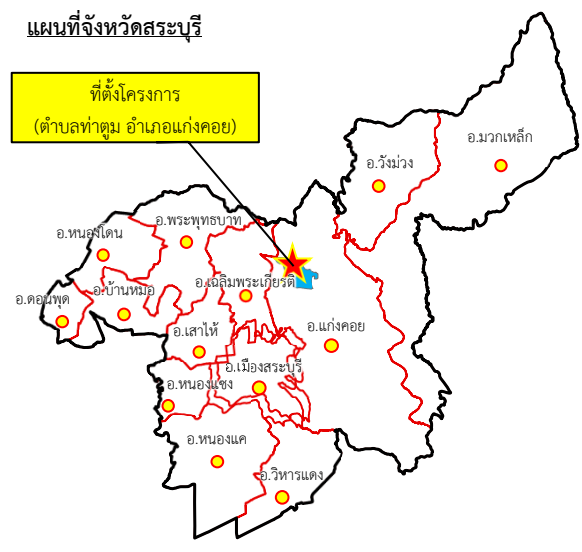 แผนที่จังหวัดสระบุรี
ที่ตั้งโครงการ
(ตำบลท่าตูม อำเภอแก่งคอย)
อ.มวกเหล็ก
อ.วังม่วง
อ.พระพุทธบาท
อ.หนองโดน
อ.เฉลิมพระเกียรติ
อ.บ้านหมอ
อ.ดอนพุด
อ.แก่งคอย
อ.เสาไห้
อ.เมืองสระบุรี
อ.หนองแซง
อ.หนองแค
อ.วิหารแดง